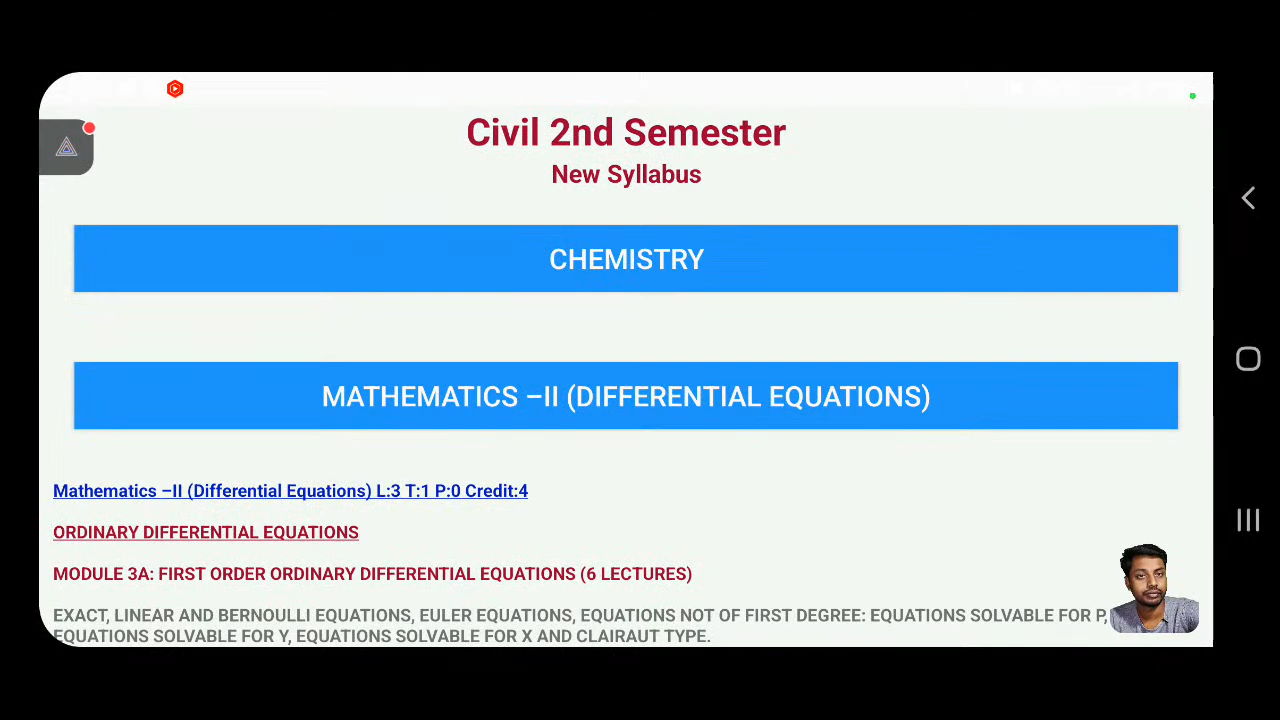 Civil 2nd Semester
New Syllabus
CHEMISTRY
MATHEMATICS –II (DIFFERENTIAL EQUATIONS)
Mathematics –II (Differential Equations) L:3 T:1 P:0 Credit:4
ORDINARY DIFFERENTIAL EQUATIONS
MODULE 3A: FIRST ORDER ORDINARY DIFFERENTIAL EQUATIONS (6 LECTURES)
EXACT, LINEAR AND BERNOULLI EQUATIONS, EULER EQUATIONS, EQUATIONS NOT OF FIRST DEGREE: EQUATIONS SOLVABLE FOR P,
EQUATIONS SOLVABLE FOR Y, EQUATIONS SOLVABLE FOR X AND CLAIRAUT TYPE.